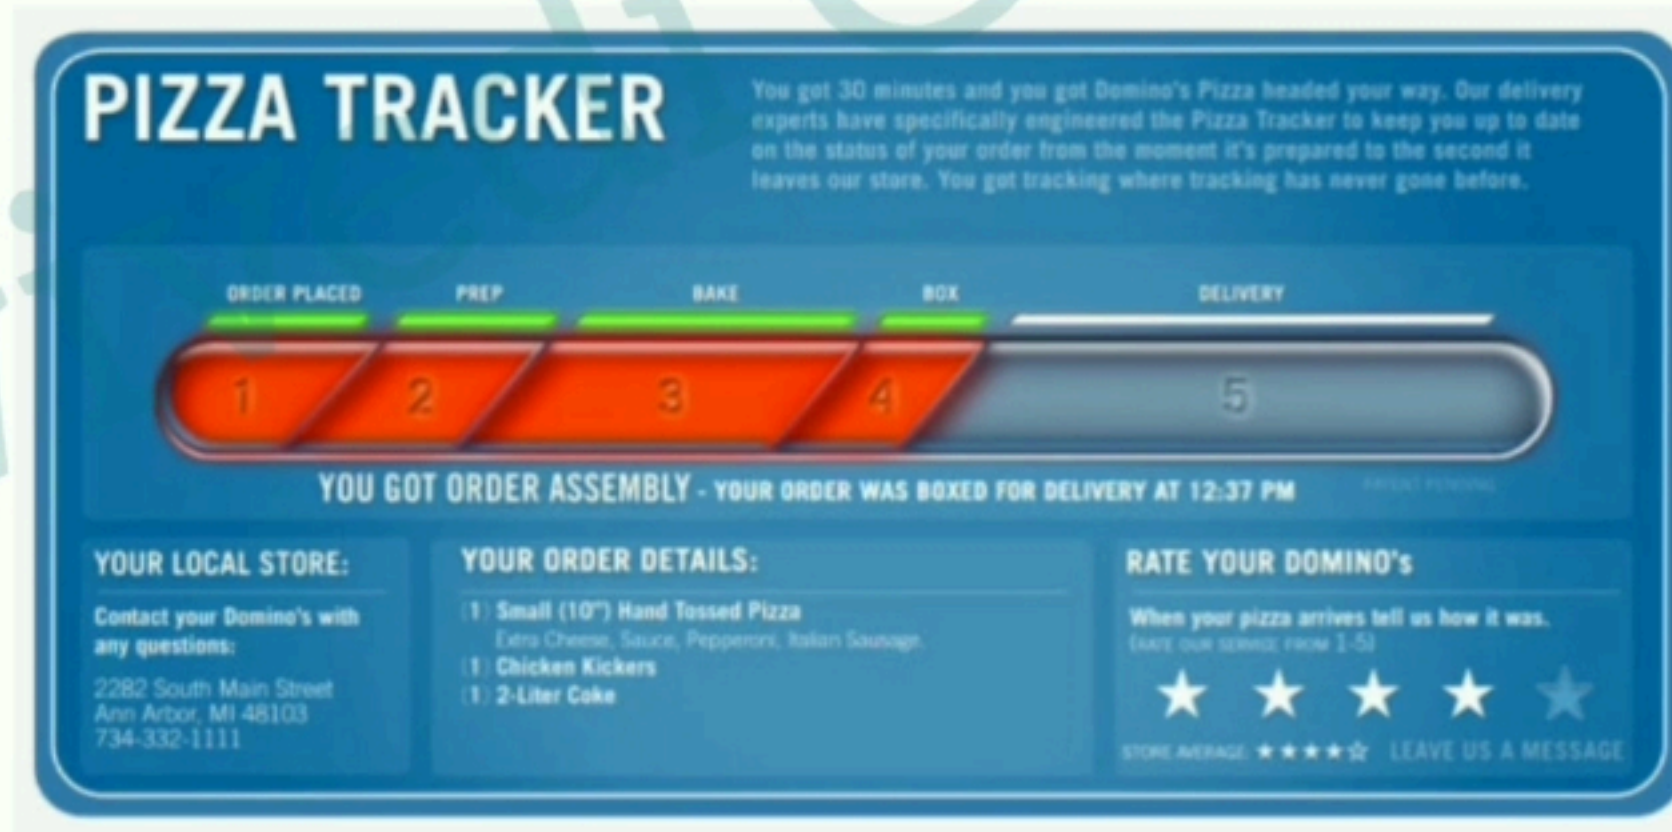 PIZZA TRACKER
You got 30 minutes and you got Domino's Pizza headed your way. Our delivery
experts have specifically engineered the Pizza Tracker to keep you up to date
on the status of your order from the moment it's prepared to the second it
leaves our store. You got tracking where tracking has never gone before.
ORDER PLACED PREP BAKE BOX DELIVERY
1 2 3 4 5
YOU GOT ORDER ASSEMBLY - YOUR ORDER WAS BOXED FOR DELIVERY AT 12:37 PM
PATENT PENDING
YOUR LOCAL STORE:
Contact your Domino's with
any questions:
2282 South Main Street
Ann Arbor, MI 48103
734-332-1111
YOUR ORDER DETAILS:
(1) Small (10") Hand Tossed Pizza
Extra Cheese, Sauce, Pepperoni, Italian Sausage,
(1) Chicken Kickers
(1) 2-Liter Coke
RATE YOUR DOMINO's
When your pizza arrives tell us how it was.
(RATE OUR SERVICE FROM 1-5)
STORE AVERAGE: LEAVE US A MESSAGE